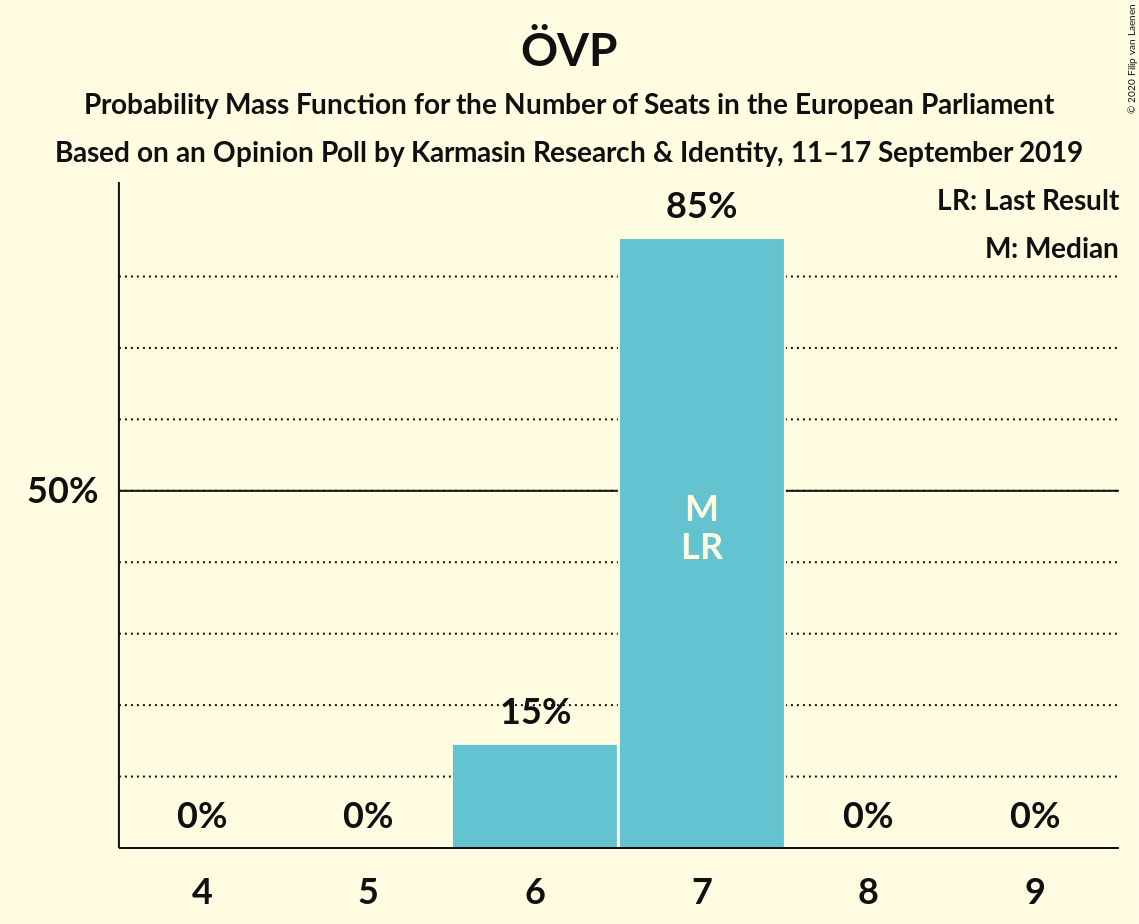 ÖVP
Probability Mass Function for the Number of Seats in the European Parliament
Based on an Opinion Poll by Karmasin Research & Identity, 11–17 September 2019
© 2020 Filip van Laenen
LR: Last Result
M: Median
85%
50%
M
LR
15%
0%
0%
0%
0%
4
5
6
7
8
9